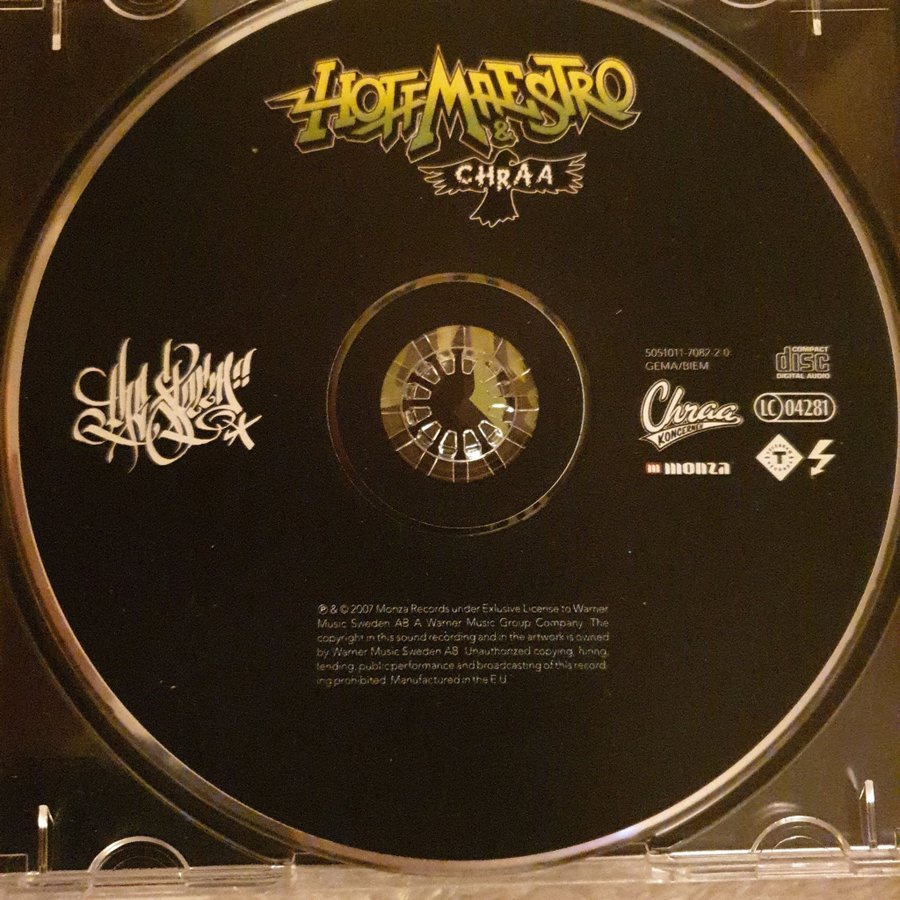 HOFFMAESTRO
&
CHRAA
The Storm!!
5051011-7082-2.0
GEMA/BIEM
COMPACT
disc
DIGITAL AUDIO
Chraa
KONCERNEN
LC 04281
monza
T
℗ & © 2007 Monza Records under Exlusive License to Warner
Music Sweden AB A Warner Music Group Company. The
copyright in this sound recording and in the artwork is owned
by Warner Music Sweden AB. Unauthorized copying, hiring,
lending, public performance and broadcasting of this record
ing prohibited. Manufactured in the E.U